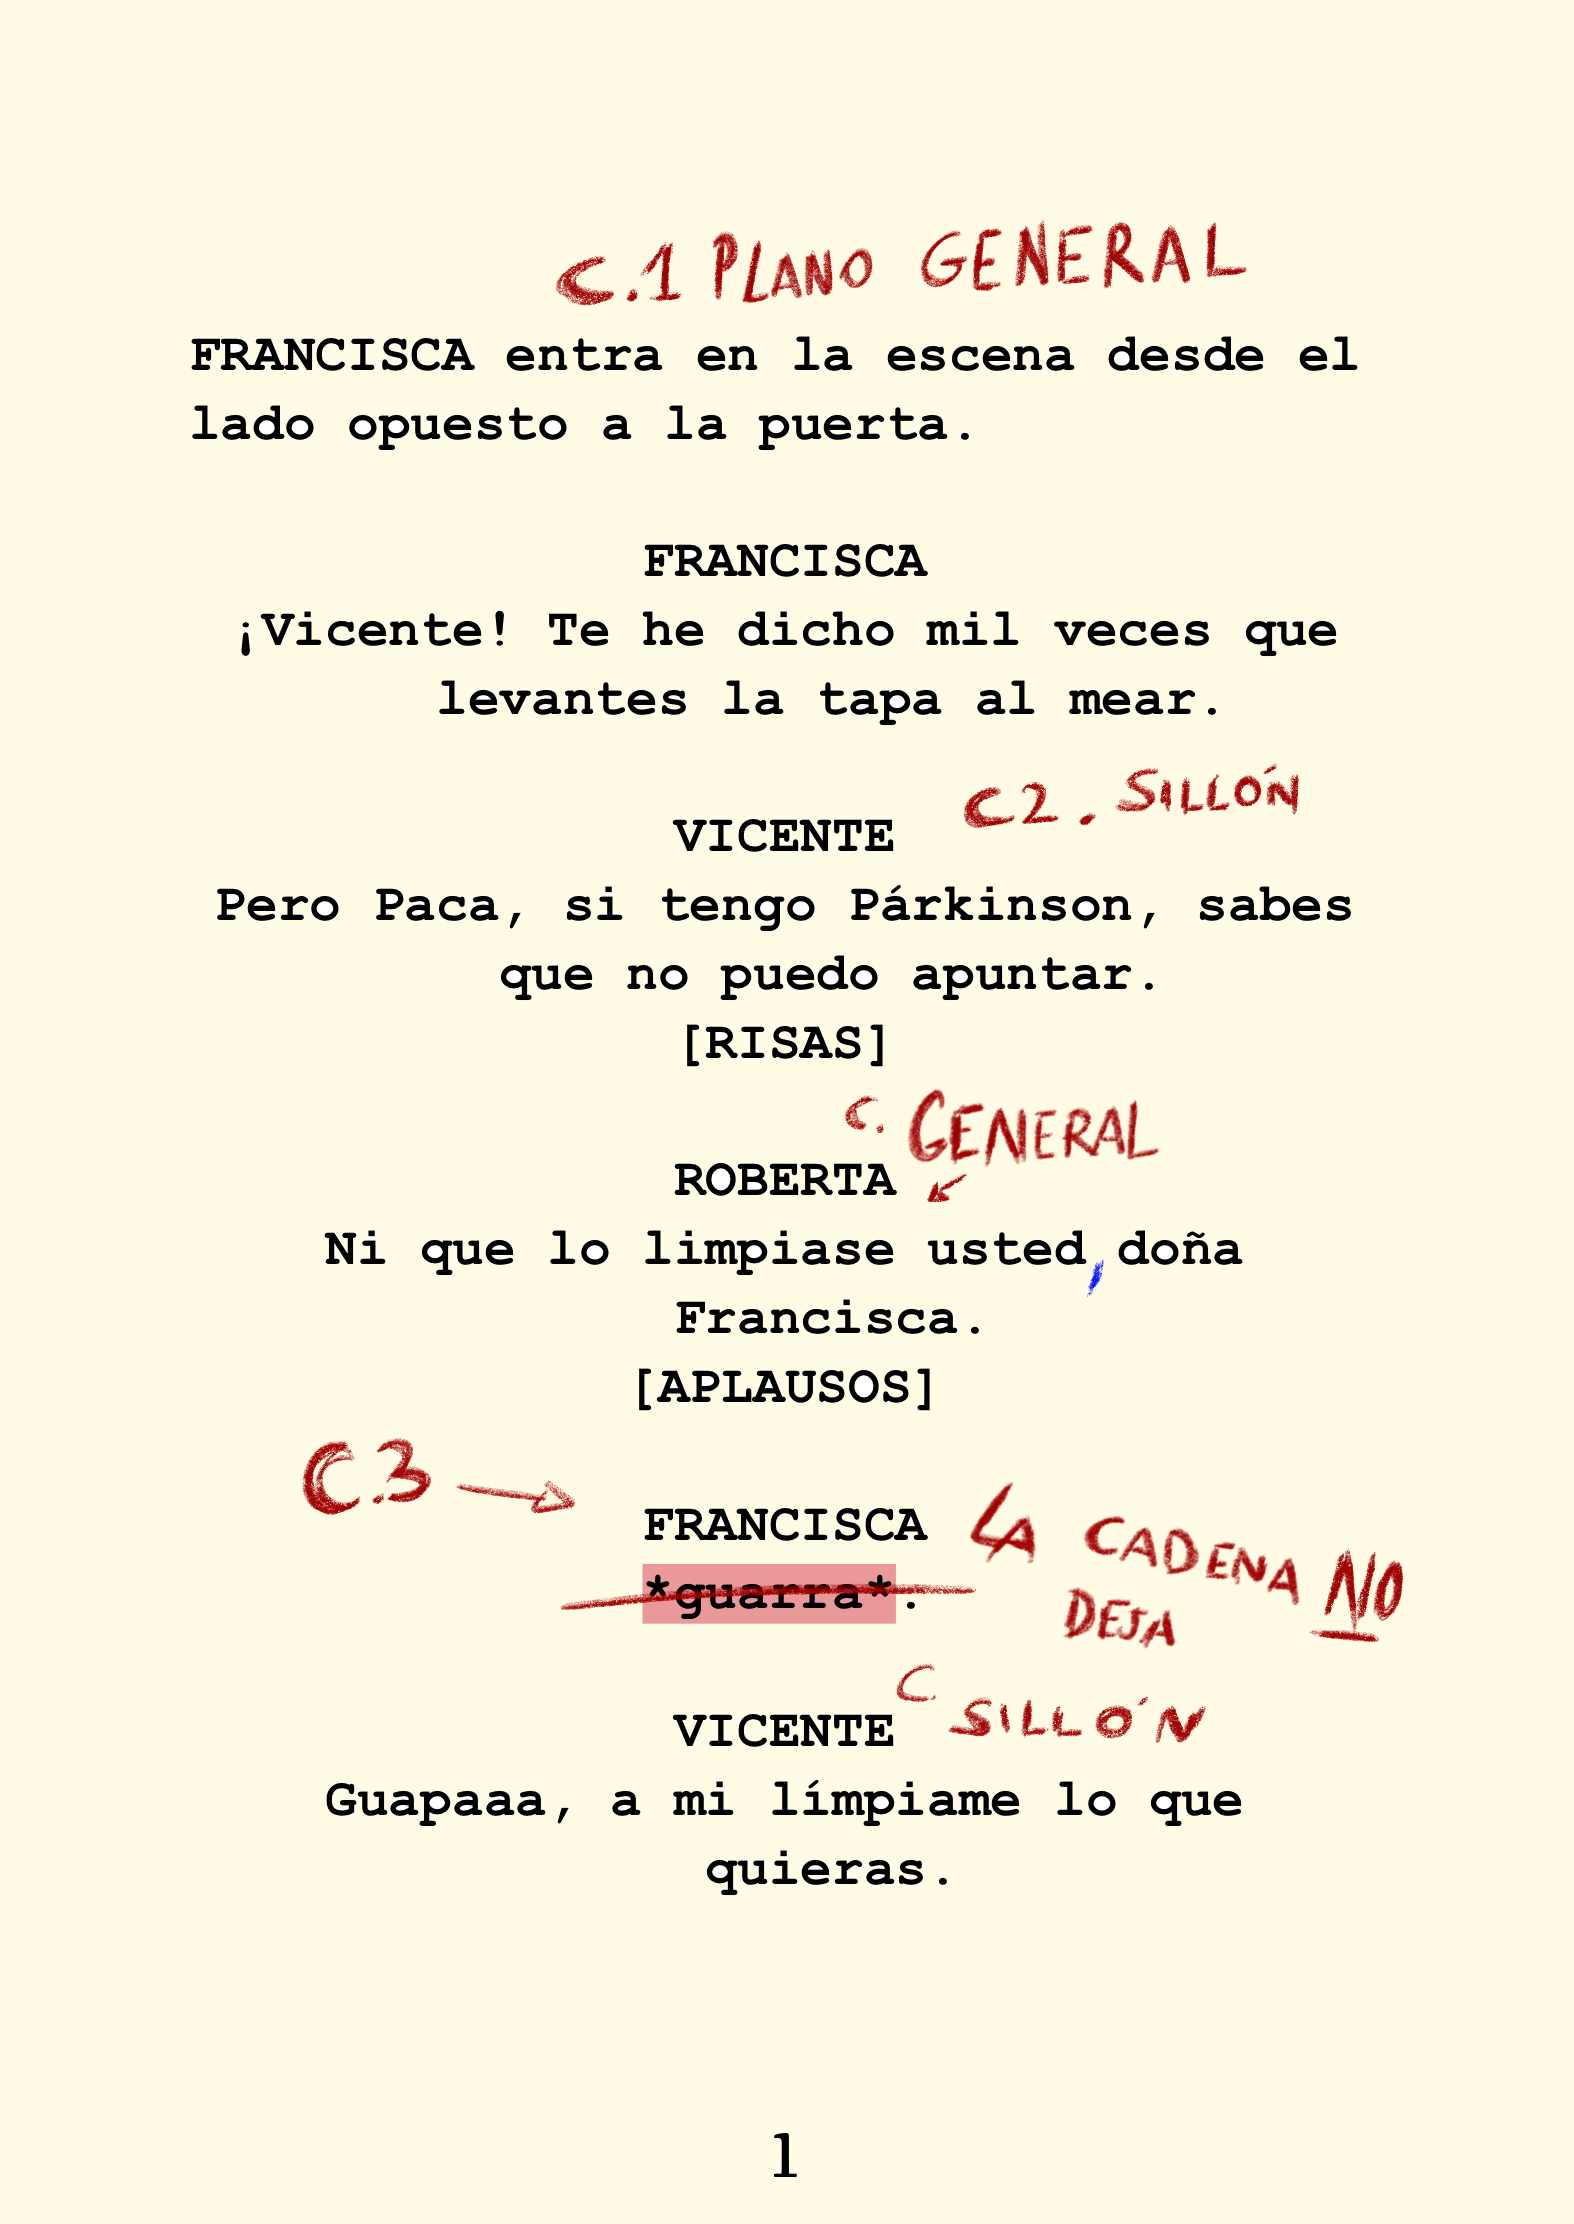 C.1 PLANO GENERAL
FRANCISCA entra en la escena desde el
lado opuesto a la puerta.
FRANCISCA
¡Vicente! Te he dicho mil veces que
levantes la tapa al mear.
C2. SILLÓN
VICENTE
Pero Paca, si tengo Párkinson, sabes
que no puedo apuntar.
[RISAS]
C. GENERAL
ROBERTA
Ni que lo limpiase usted, doña
Francisca.
[APLAUSOS]
C.3
FRANCISCA
LA CADENA NO
DEJA
*guarra*.
C. SILLÓN
VICENTE
Guapaaa, a mi límpiame lo que
quieras.
1